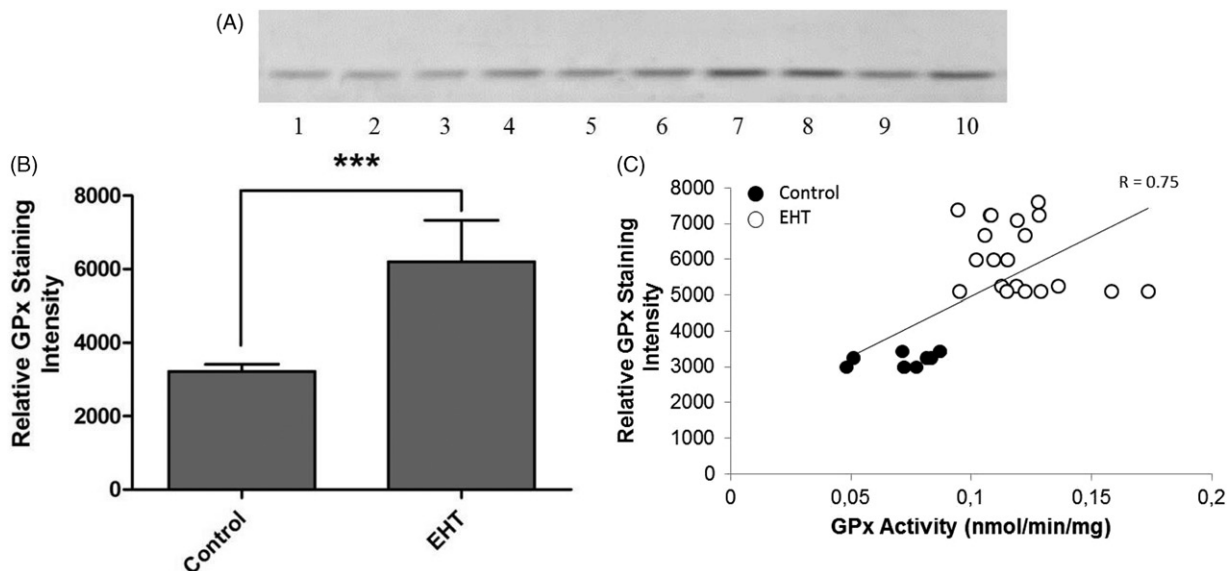 (A)
1 2 3 4 5 6 7 8 9 10
(B)
***
Relative GPx Staining
Intensity
8000
6000
4000
2000
0
Control
EHT
(C)
Control
EHT
R = 0.75
Relative GPx Staining
Intensity
8000
7000
6000
5000
4000
3000
2000
1000
0
0 0,05 0,1 0,15 0,2
GPx Activity (nmol/min/mg)